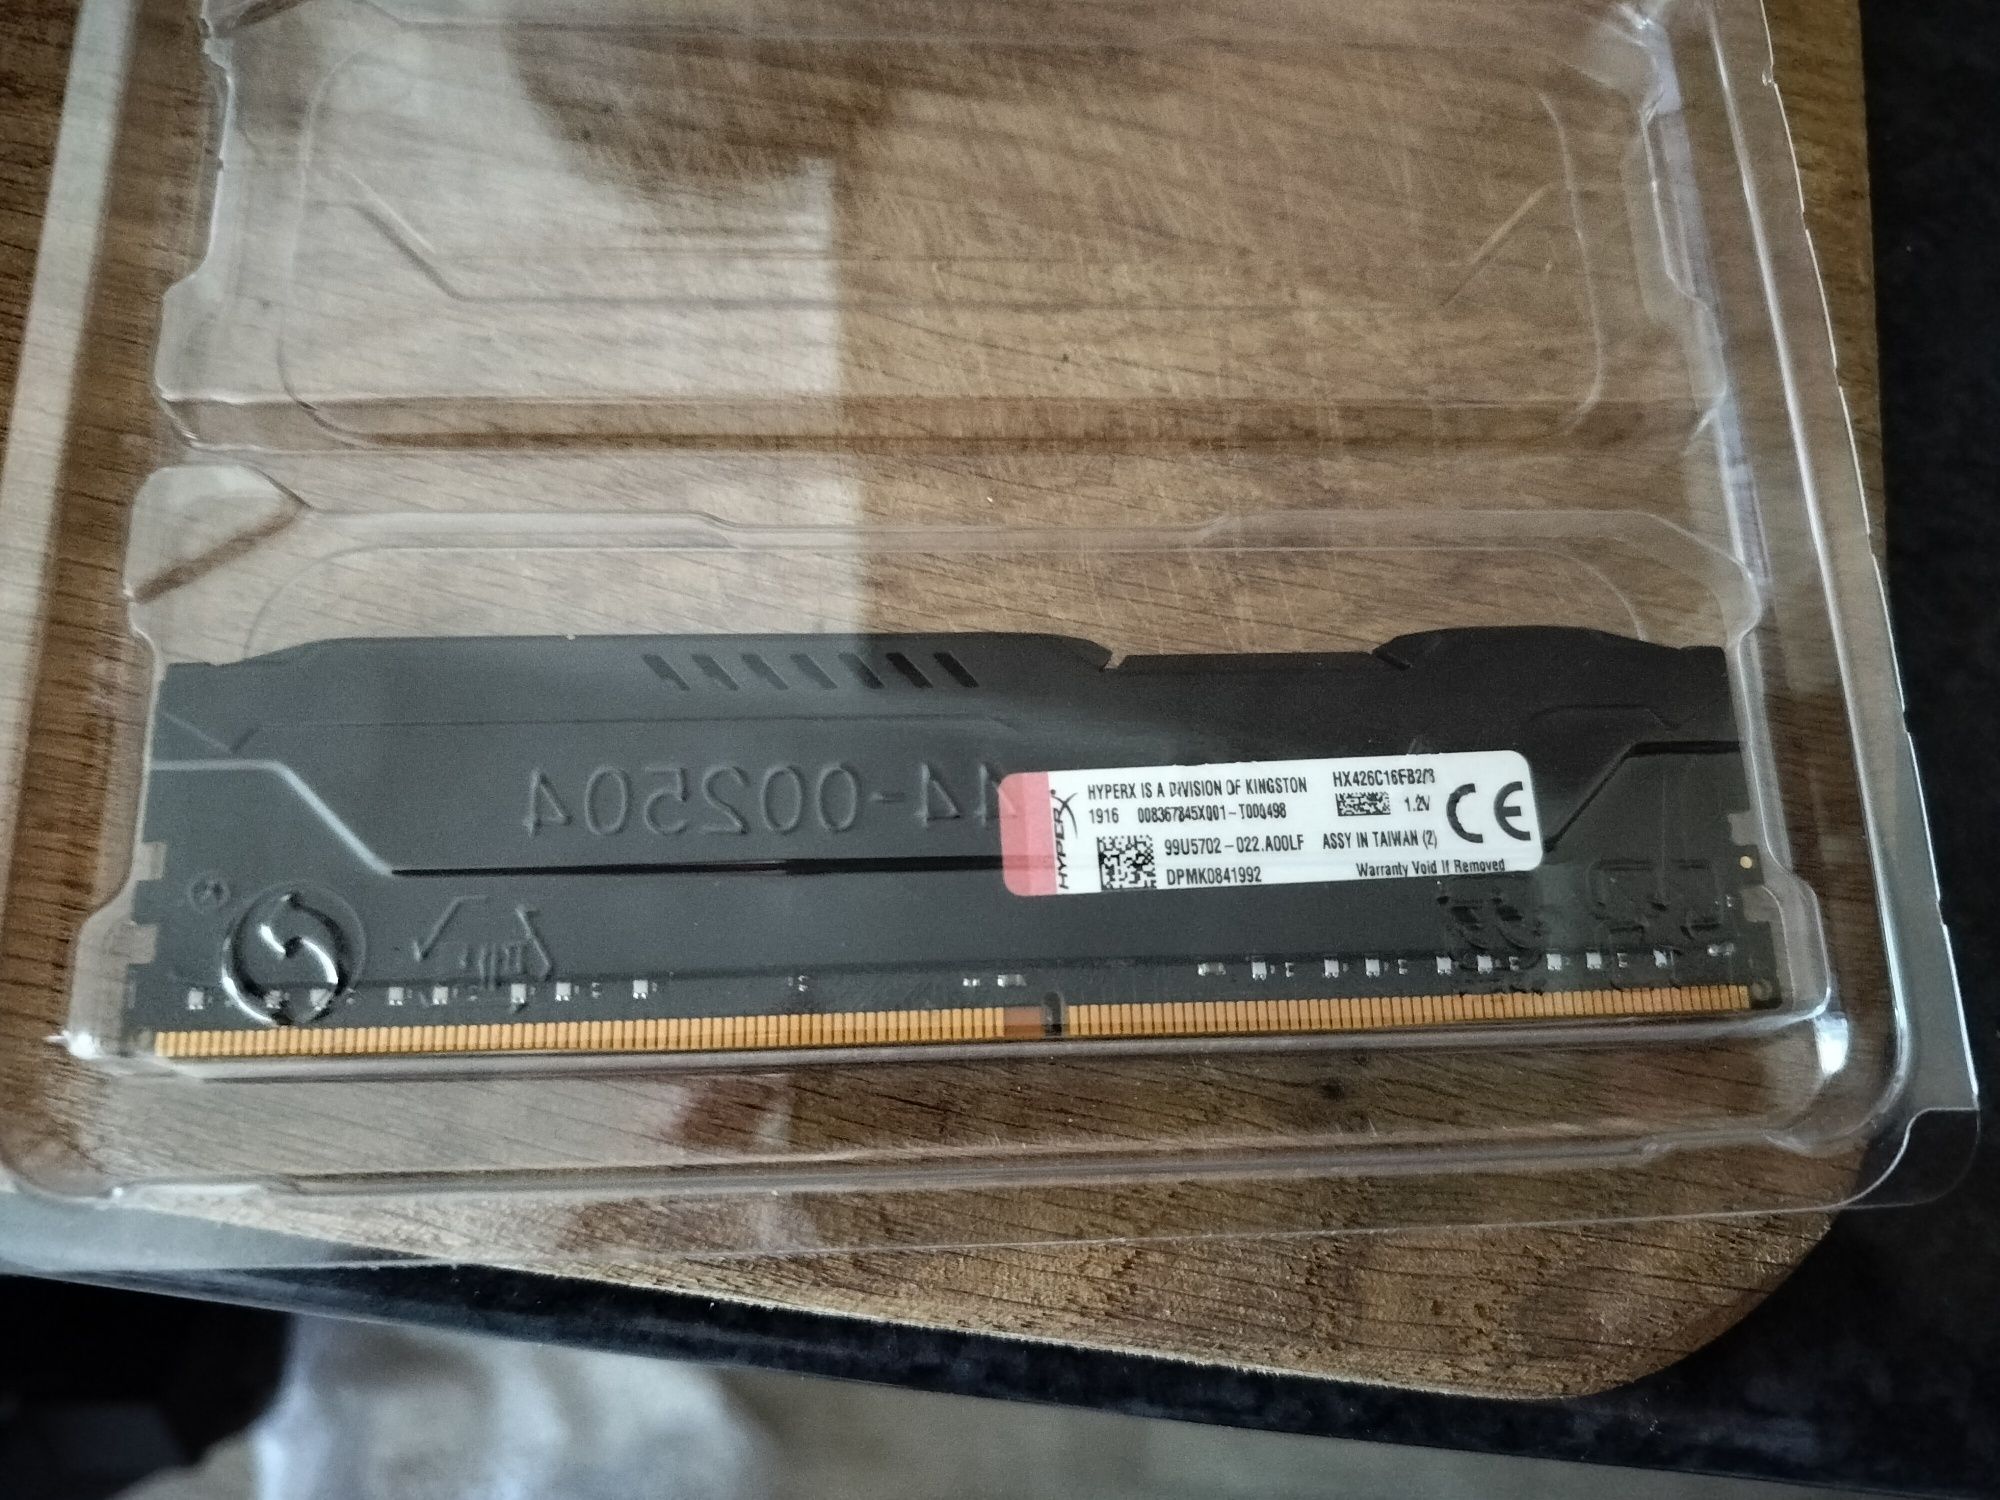 44-002504
HYPERX
HYPERX IS A DIVISION OF KINGSTON
HX426C16FB2/8
1916 008367845X001-T000498
1.2V
99U5702-022.A00LF
ASSY IN TAIWAN (2)
DPMK0841992
Warranty Void If Removed
CE